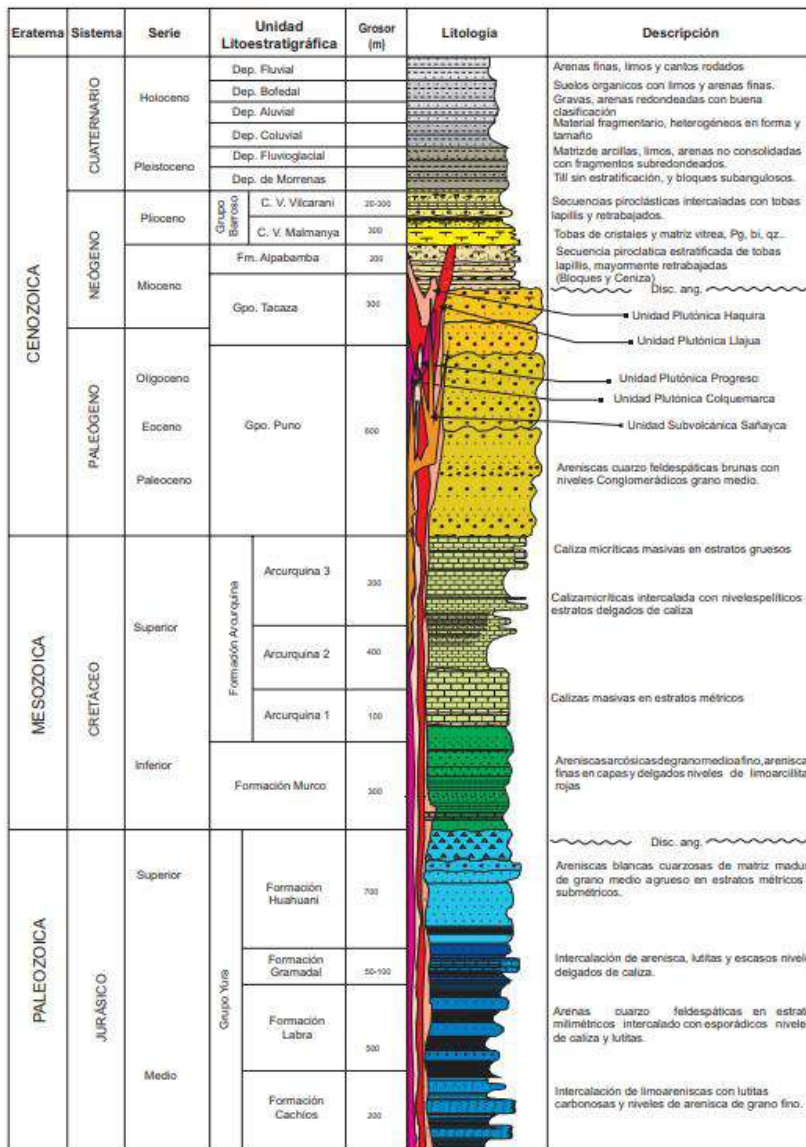 Eratema Sistema Serie Unidad Litoestratigráfica Grosor (m) Litología Descripción
CENOZOICA
CUATERNARIO
Holoceno
Pleistoceno
Dep. Fluvial
Dep. Bofedal
Dep. Aluvial
Dep. Coluvial
Dep. Fluvioglacial
Dep. de Morrenas
Arenas finas, limos y cantos rodados
Suelos organicos con limos y arenas finas.
Gravas, arenas redondeadas con buena
clasificación
Material fragmentario, heterogéneos en forma y
tamaño
Matrizde arcillas, limos, arenas no consolidadas
con fragmentos subredondeados.
Till sin estratificación, y bloques subangulosos.
NEÓGENO
Plioceno
Mioceno
Grupo
Barroso
C. V. Vilcarani 20-300
C. V. Malmanya 300
Fm. Alpabamba 200
Gpo. Tacaza 300
Secuencias piroclásticas intercaladas con tobas
lapillis y retrabajados.
Tobas de cristales y matriz vitrea, Pg, bi, qz..
Secuencia piroclatica estratificada de tobas
lapillis, mayormente retrabajadas
(Bloques y Ceniza)
Disc. ang.
Unidad Plutónica Haquira
Unidad Plutónica Llajua
Unidad Plutónica Progreso
Unidad Plutónica Colquemarca
Unidad Subvolcánica Sañayca
PALEÓGENO
Oligoceno
Eoceno
Paleoceno
Gpo. Puno 600
Areniscas cuarzo feldespáticas brunas con
niveles Conglomerádicos grano medio.
MESOZOICA
CRETÁCEO
Superior
Inferior
Formación Arcurquina
Arcurquina 3
Arcurquina 2 400
Arcurquina 1 100
Formación Murco 300
Caliza micríticas masivas en estratos gruesos
Calizamicríticas intercalada con nivelespelíticos
estratos delgados de caliza
Calizas masivas en estratos métricos
Areniscasarcósicasdegranomedioafino,arenisca
finas en capas y delgados niveles de limoarcillita
rojas
Disc. ang.
PALEOZOICA
JURÁSICO
Superior
Medio
Grupo Yura
Formación
Huahuani 700
Formación
Gramadal 50-100
Formación
Labra 500
Formación
Cachíos
Areniscas blancas cuarzosas de matriz madu
de grano medio agrueso en estratos métricos
submétricos.
Intercalación de arenisca, lutitas y escasos nivel
delgados de caliza.
Arenas cuarzo feldespáticas en estrat
milimétricos intercalado con esporádicos nivele
de caliza y lutitas.
Intercalación de limoareniscas con lutitas
carbonosas y niveles de arenisca de grano fino.